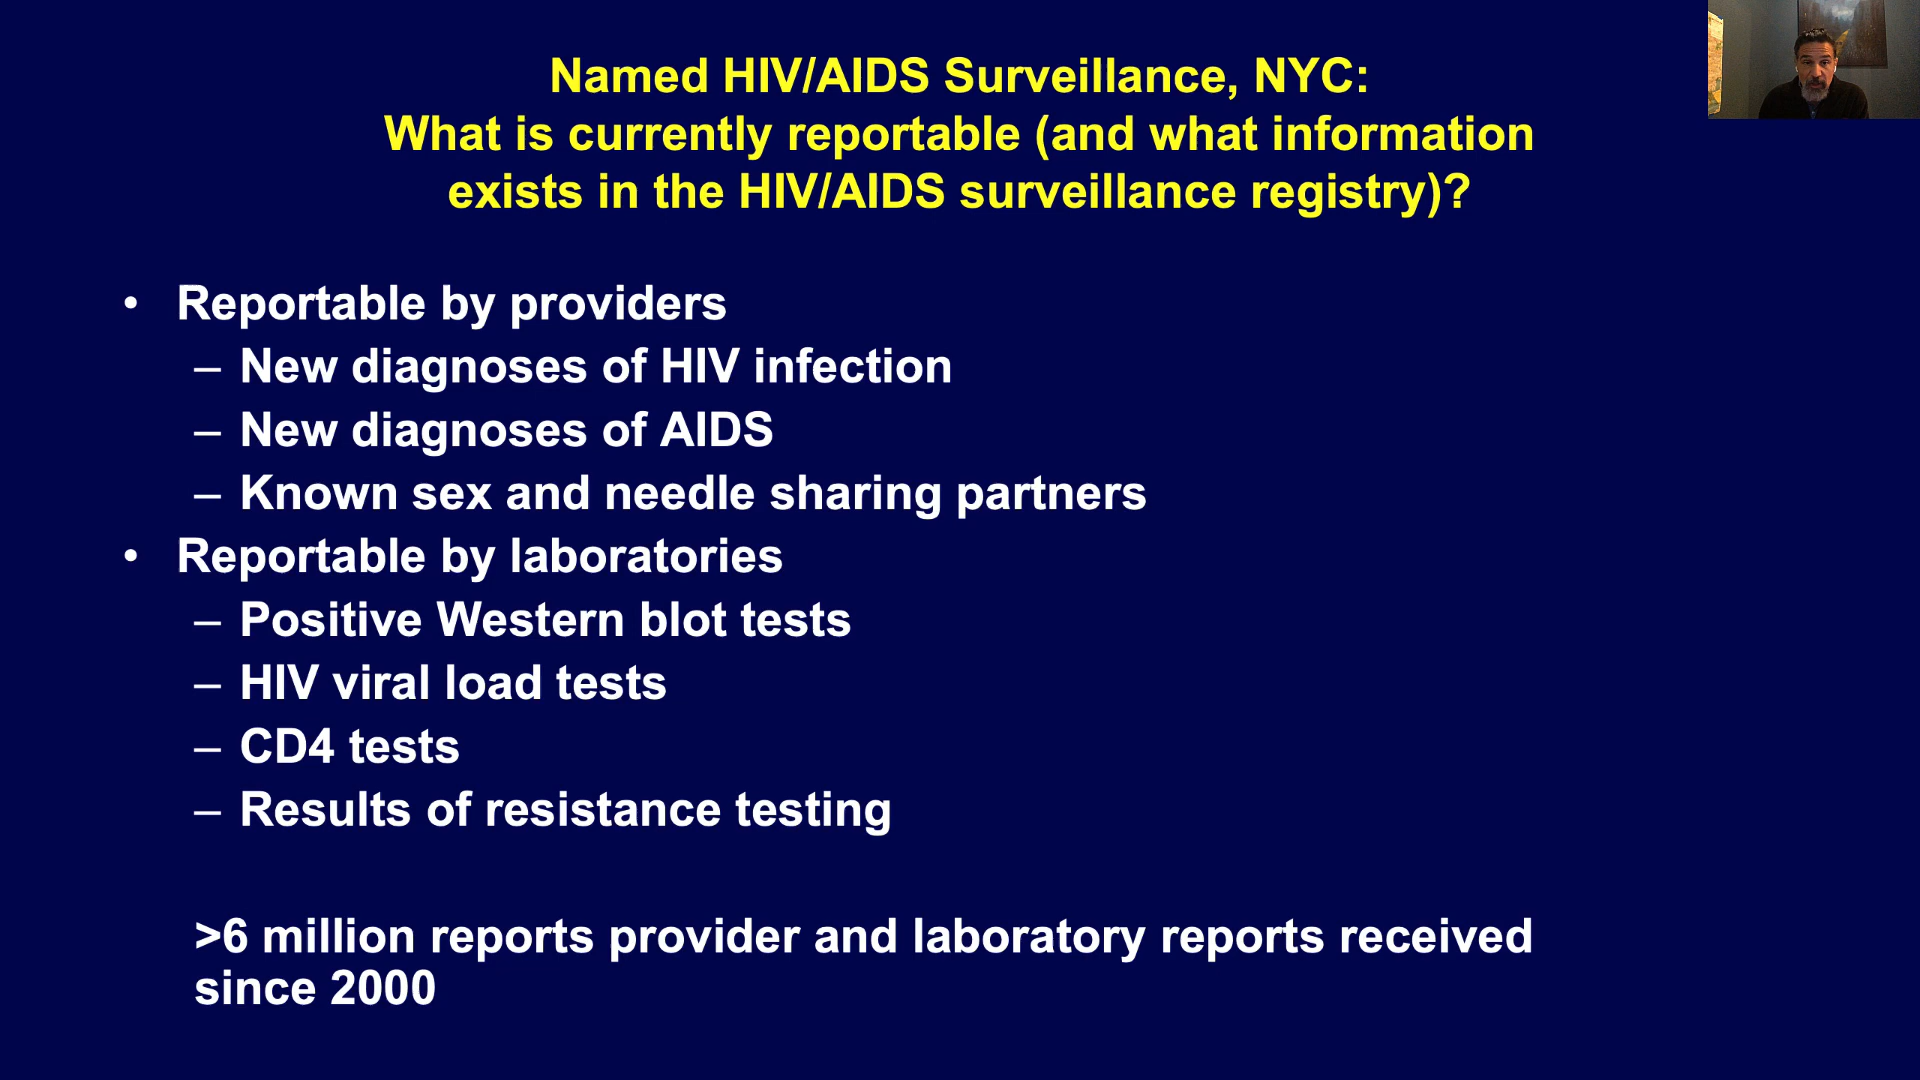 Named HIV/AIDS Surveillance, NYC:
What is currently reportable (and what information
exists in the HIV/AIDS surveillance registry)?
• Reportable by providers
– New diagnoses of HIV infection
– New diagnoses of AIDS
– Known sex and needle sharing partners
• Reportable by laboratories
– Positive Western blot tests
– HIV viral load tests
– CD4 tests
– Results of resistance testing
>6 million reports provider and laboratory reports received
since 2000